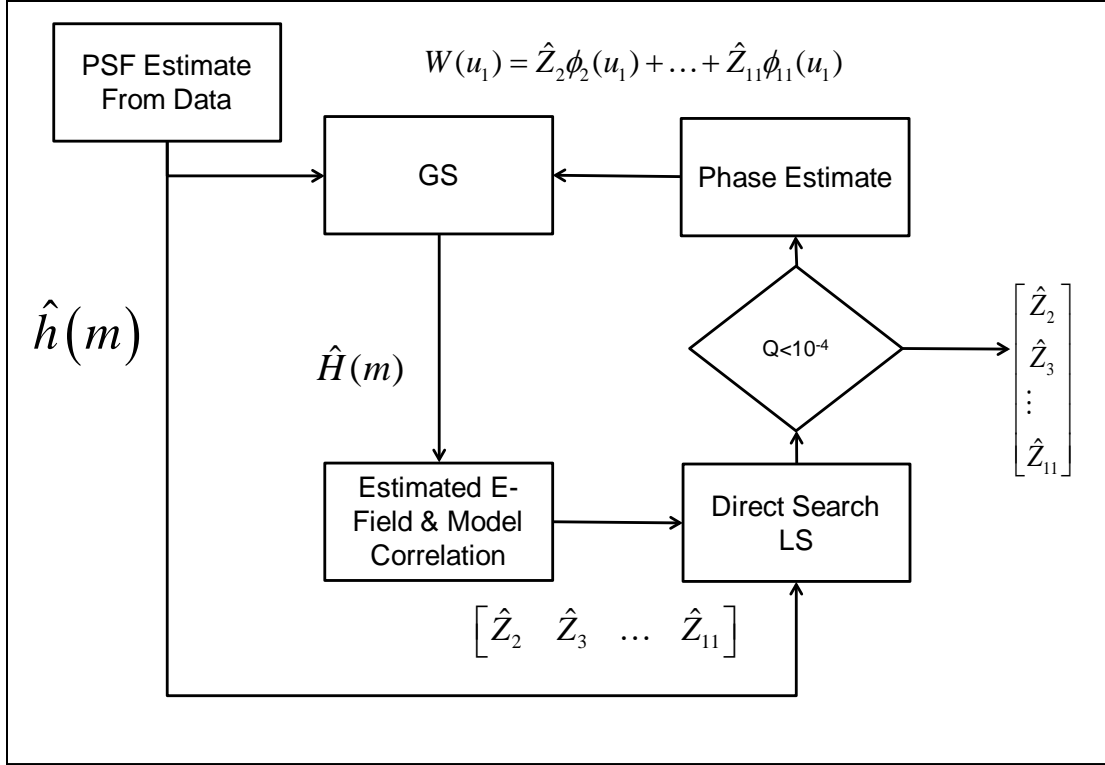 PSF Estimate
From Data
W(u₁) = Ẑ₂ϕ₂(u₁) + … + Ẑ₁₁ϕ₁₁(u₁)
GS
Phase Estimate
ĥ(m)
Ĥ(m)
Q<10⁻⁴
Ẑ₂
Ẑ₃
⋮
Ẑ₁₁
Estimated E-
Field & Model
Correlation
Direct Search
LS
[Ẑ₂ Ẑ₃ … Ẑ₁₁]